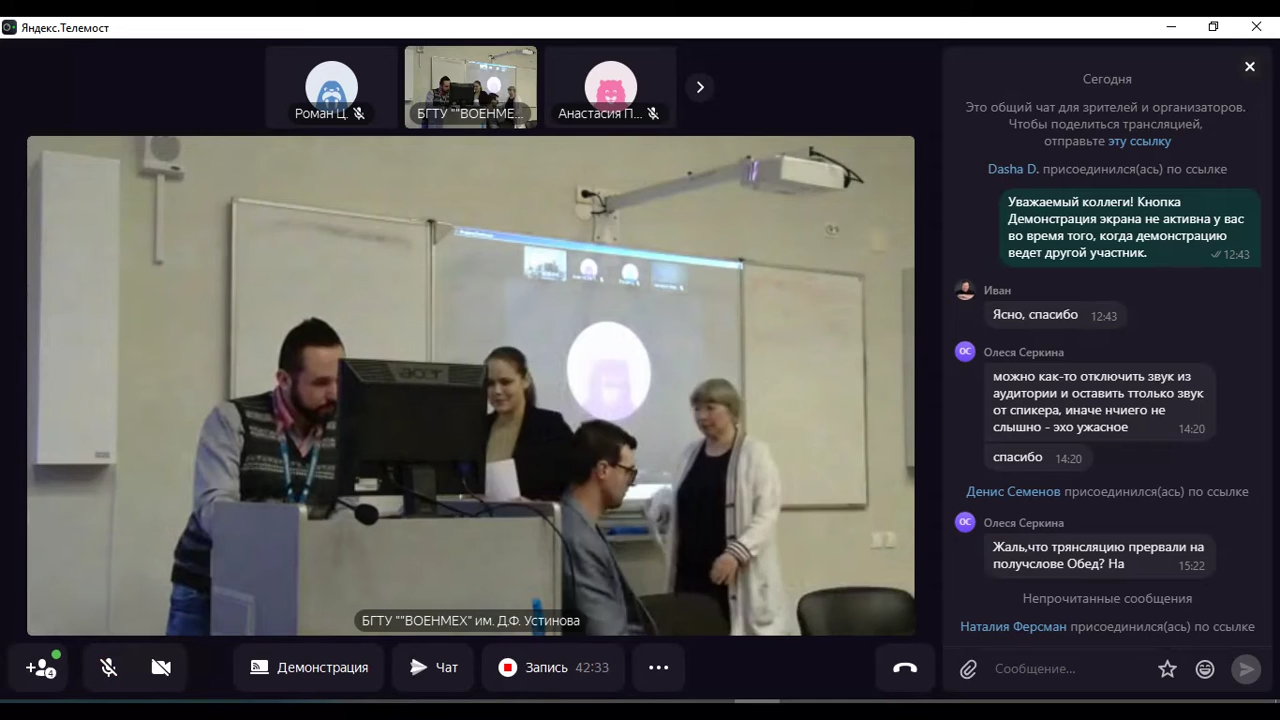 Яндекс.Телемост
Роман Ц.
БГТУ ""ВОЕНМЕ...
Анастасия П...
acer
БГТУ ""ВОЕНМЕХ" им. Д.Ф. Устинова
4
Демонстрация
Чат
Запись 42:33
Сегодня
Это общий чат для зрителей и организаторов.
Чтобы поделиться трансляцией,
отправьте эту ссылку
Dasha D. присоединился(ась) по ссылке
Уважаемый коллеги! Кнопка
Демонстрация экрана не активна у вас
во время того, когда демонстрацию
ведет другой участник.
12:43
Иван
Ясно, спасибо 12:43
ОС
Олеся Серкина
можно как-то отключить звук из
аудитории и оставить ттолько звук
от спикера, иначе нчиего не
слышно - эхо ужасное 14:20
спасибо 14:20
Денис Семенов присоединился(ась) по ссылке
ОС
Олеся Серкина
Жаль,что трянсляцию прервали на
получслове Обед? На 15:22
Непрочитанные сообщения
Наталия Ферсман присоединился(ась) по ссылке
Сообщение...